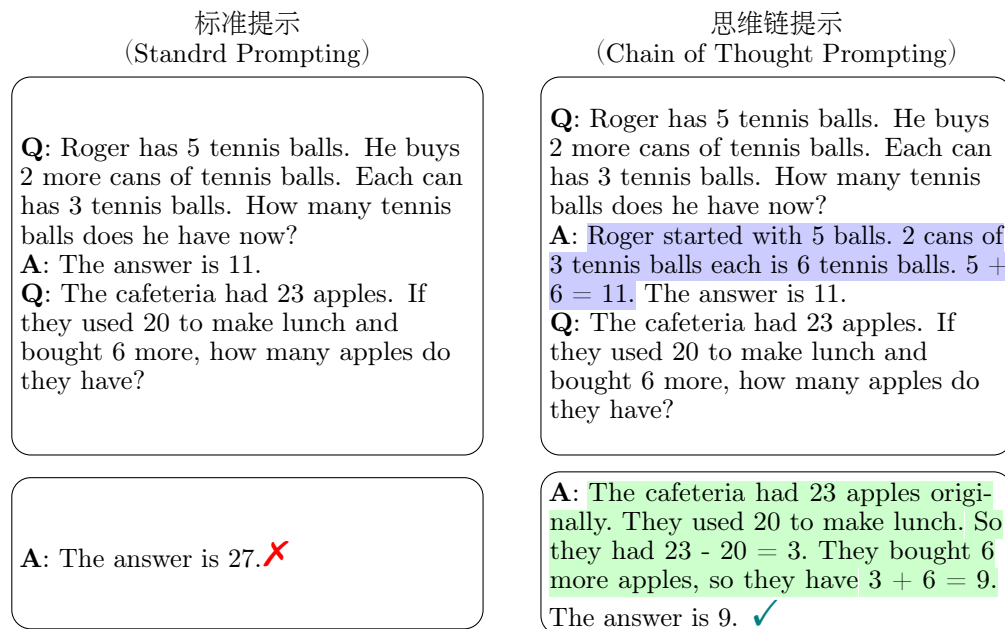 标准提示
(Standrd Prompting)
Q: Roger has 5 tennis balls. He buys
2 more cans of tennis balls. Each can
has 3 tennis balls. How many tennis
balls does he have now?
A: The answer is 11.
Q: The cafeteria had 23 apples. If
they used 20 to make lunch and
bought 6 more, how many apples do
they have?
A: The answer is 27.✗
思维链提示
(Chain of Thought Prompting)
Q: Roger has 5 tennis balls. He buys
2 more cans of tennis balls. Each can
has 3 tennis balls. How many tennis
balls does he have now?
A: Roger started with 5 balls. 2 cans of
3 tennis balls each is 6 tennis balls. 5 +
6 = 11. The answer is 11.
Q: The cafeteria had 23 apples. If
they used 20 to make lunch and
bought 6 more, how many apples do
they have?
A: The cafeteria had 23 apples origi-
nally. They used 20 to make lunch. So
they had 23 - 20 = 3. They bought 6
more apples, so they have 3 + 6 = 9.
The answer is 9. ✓